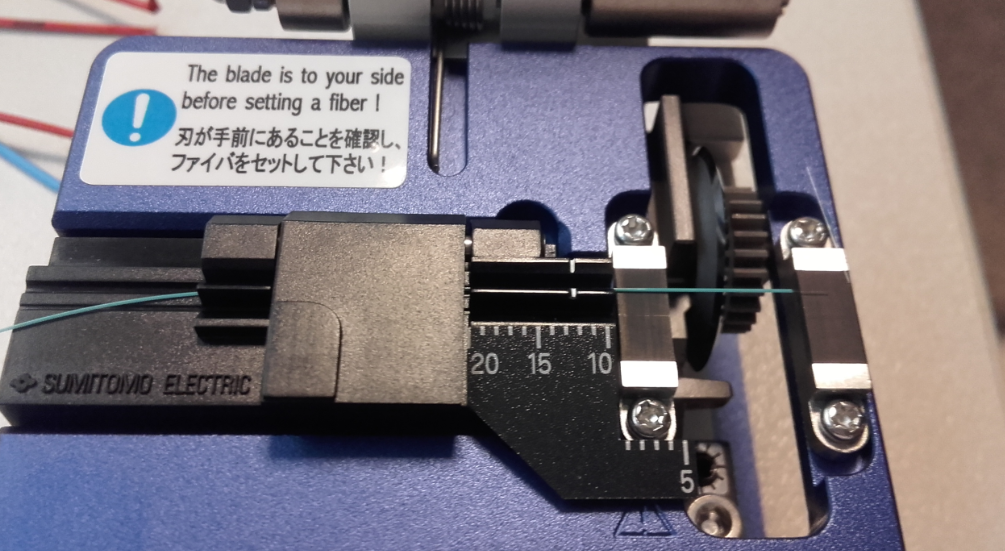 The blade is to your side
before setting a fiber !
刃が手前にあることを確認し、
ファイバをセットして下さい!
SUMITOMO ELECTRIC
20 15 10
5